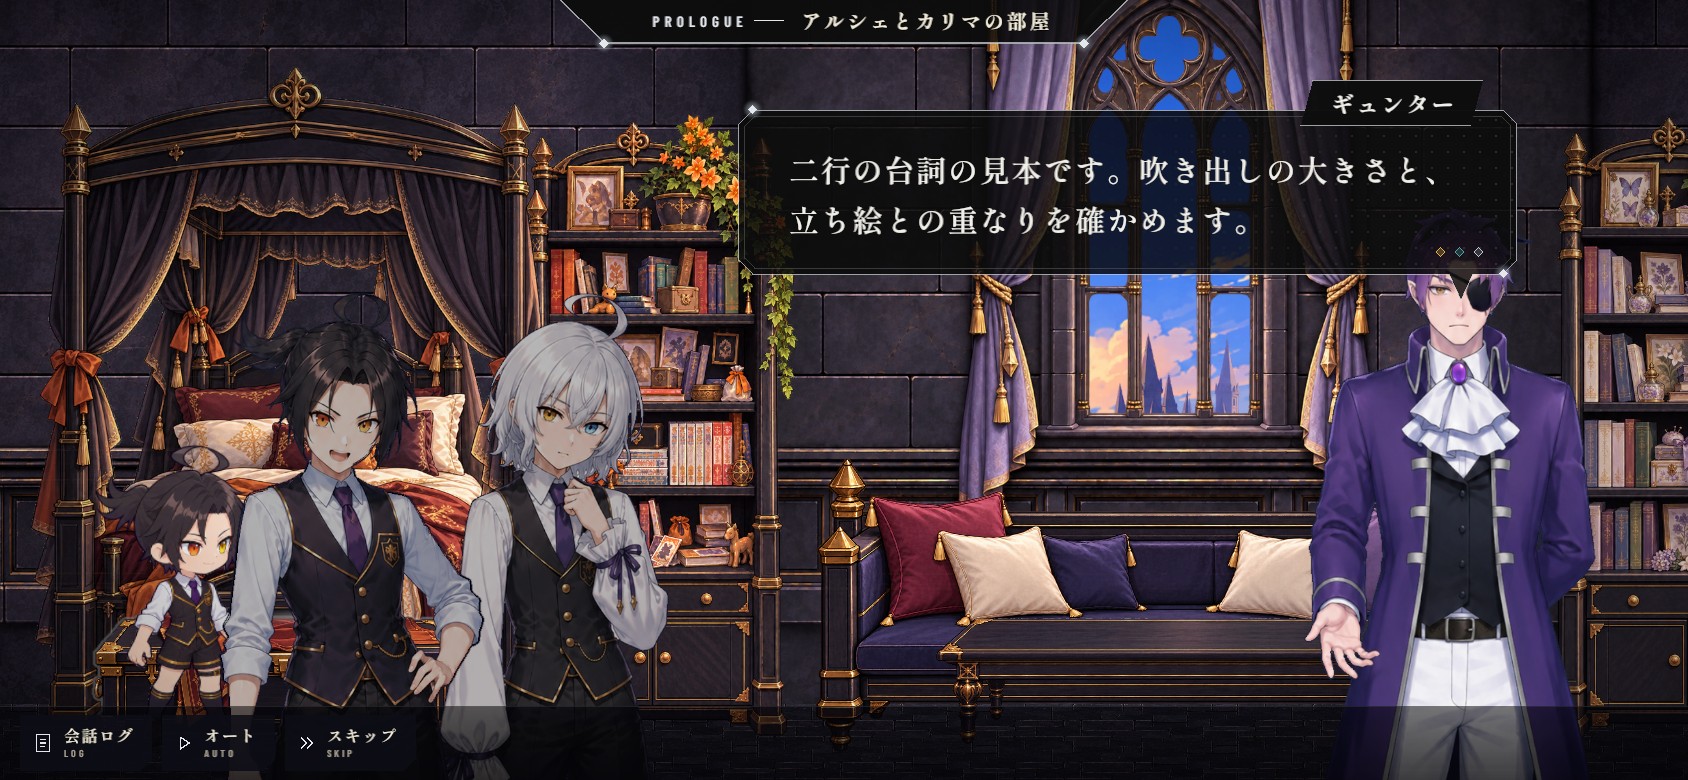 PROLOGUE アルシェとカリマの部屋
ギュンター
二行の台詞の見本です。吹き出しの大きさと、
立ち絵との重なりを確かめます。
会話ログ
LOG
オート
AUTO
スキップ
SKIP